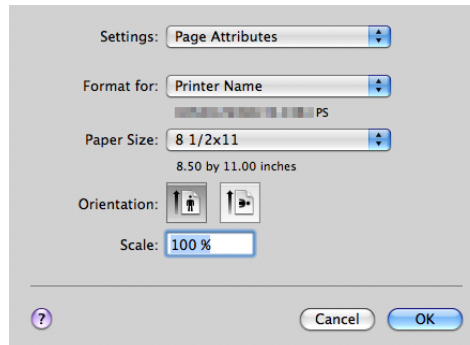 Settings: Page Attributes
Format for: Printer Name
PS
Paper Size: 8 1/2x11
8.50 by 11.00 inches
Orientation:
Scale: 100 %
? Cancel OK